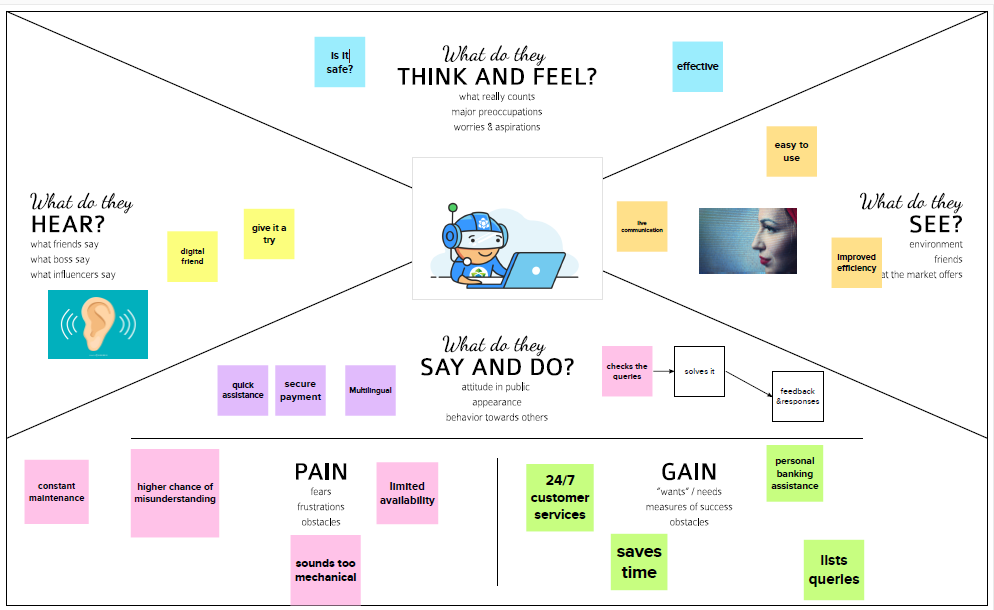 What do they
THINK AND FEEL?
what really counts
major preoccupations
worries & aspirations
is it
safe?
effective
What do they
HEAR?
what friends say
what boss say
what influencers say
digital
friend
give it a
try
What do they
SEE?
environment
friends
at the market offers
easy to
use
live
communication
improved
efficiency
What do they
SAY AND DO?
attitude in public
appearance
behavior towards others
quick
assistance
secure
payment
Multilingual
checks the
queries
solves it
feedback
&responses
PAIN
fears
frustrations
obstacles
constant
maintenance
higher chance of
misunderstanding
limited
availability
sounds too
mechanical
GAIN
"wants" / needs
measures of success
obstacles
24/7
customer
services
personal
banking
assistance
saves
time
lists
queries